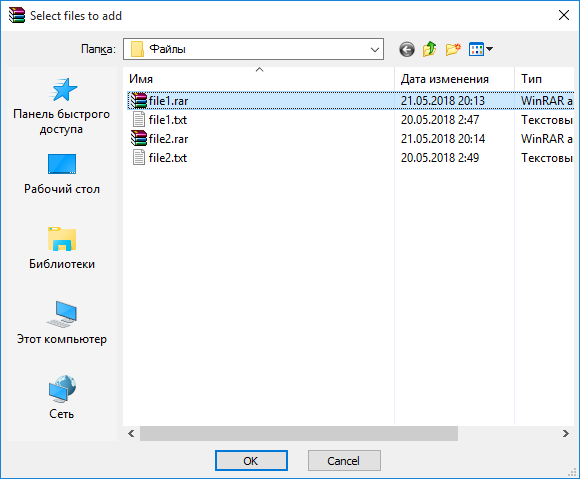 Select files to add
Папка: Файлы
Имя Дата изменения Тип
file1.rar 21.05.2018 20:13 WinRAR a
file1.txt 20.05.2018 2:47 Текстовы
file2.rar 21.05.2018 20:14 WinRAR a
file2.txt 20.05.2018 2:49 Текстовы
Панель быстрого
доступа
Рабочий стол
Библиотеки
Этот компьютер
Сеть
OK Cancel